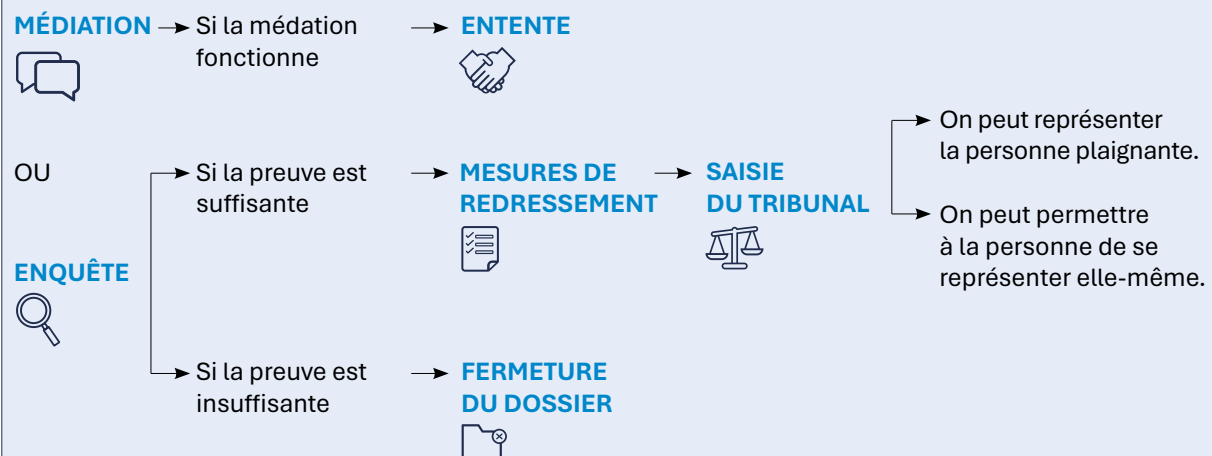 MÉDIATION
Si la médation
fonctionne
ENTENTE
OU
Si la preuve est
suffisante
MESURES DE
REDRESSEMENT
SAISIE
DU TRIBUNAL
On peut représenter
la personne plaignante.
On peut permettre
à la personne de se
représenter elle-même.
ENQUÊTE
Si la preuve est
insuffisante
FERMETURE
DU DOSSIER